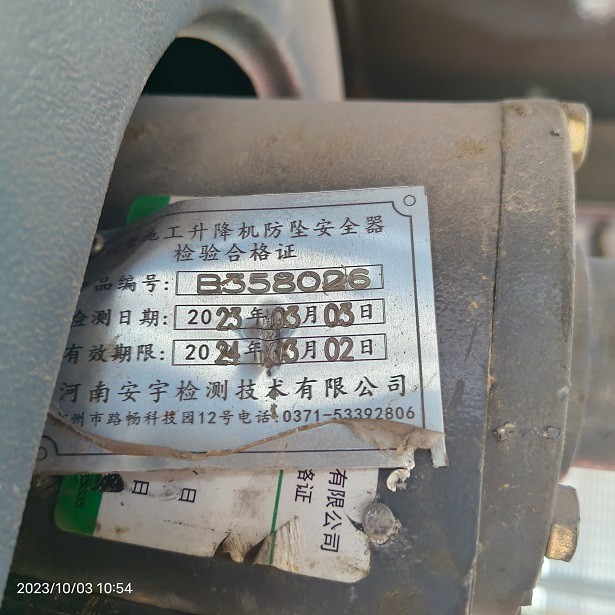 施工升降机防坠安全器
检验合格证
品编号: B358026
检测日期: 2023年03月03日
有效期限: 2024年03月02日
河南安宇检测技术有限公司
州市路畅科技园12号电话:0371-53392806
有限公司
格证
日
日
2023/10/03 10:54